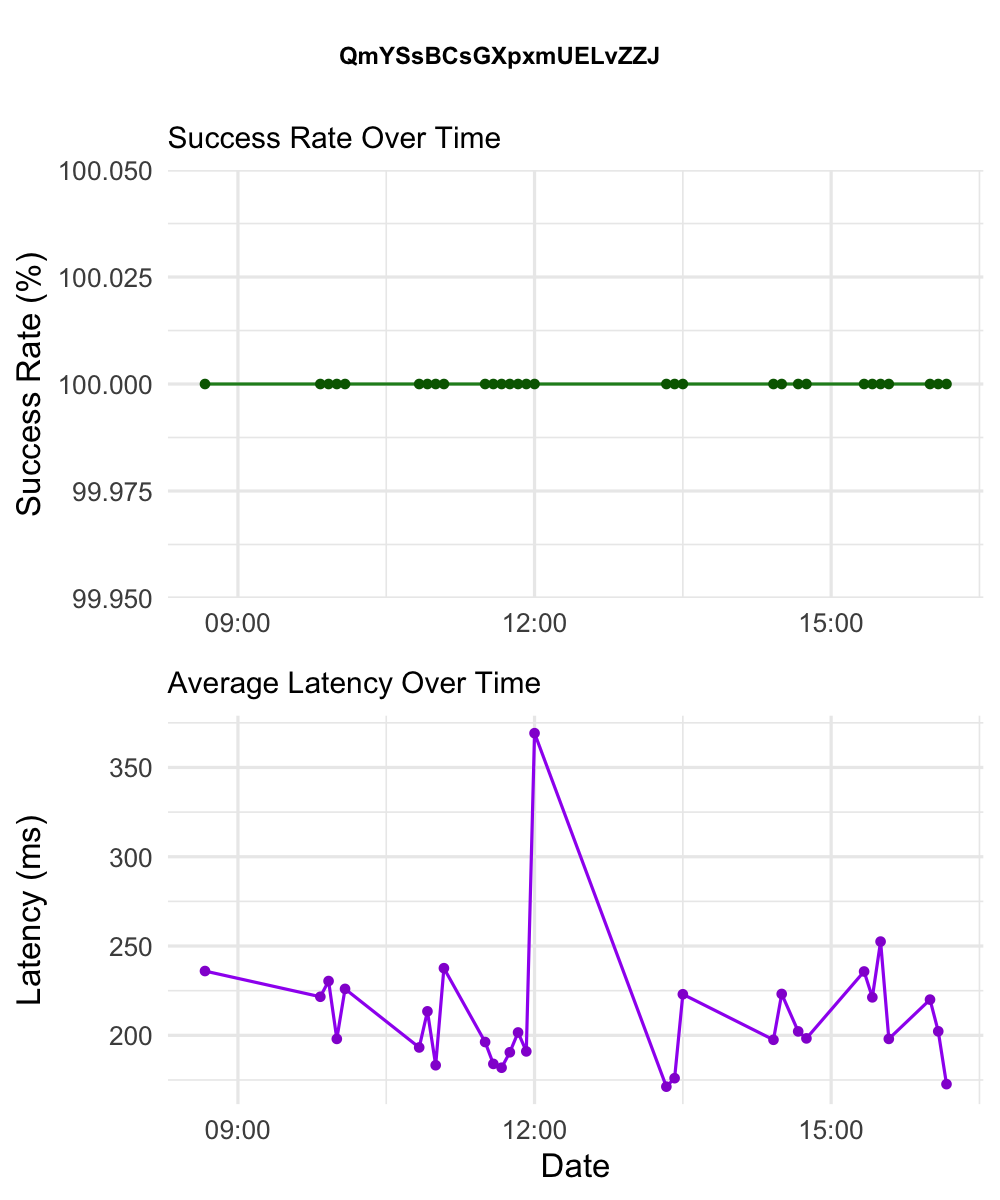 QmYSsBCsGXpxmUELvZZJ
Success Rate Over Time
Success Rate (%)
100.050
100.025
100.000
99.975
99.950
09:00 12:00 15:00
Average Latency Over Time
Latency (ms)
350
300
250
200
09:00 12:00 15:00
Date